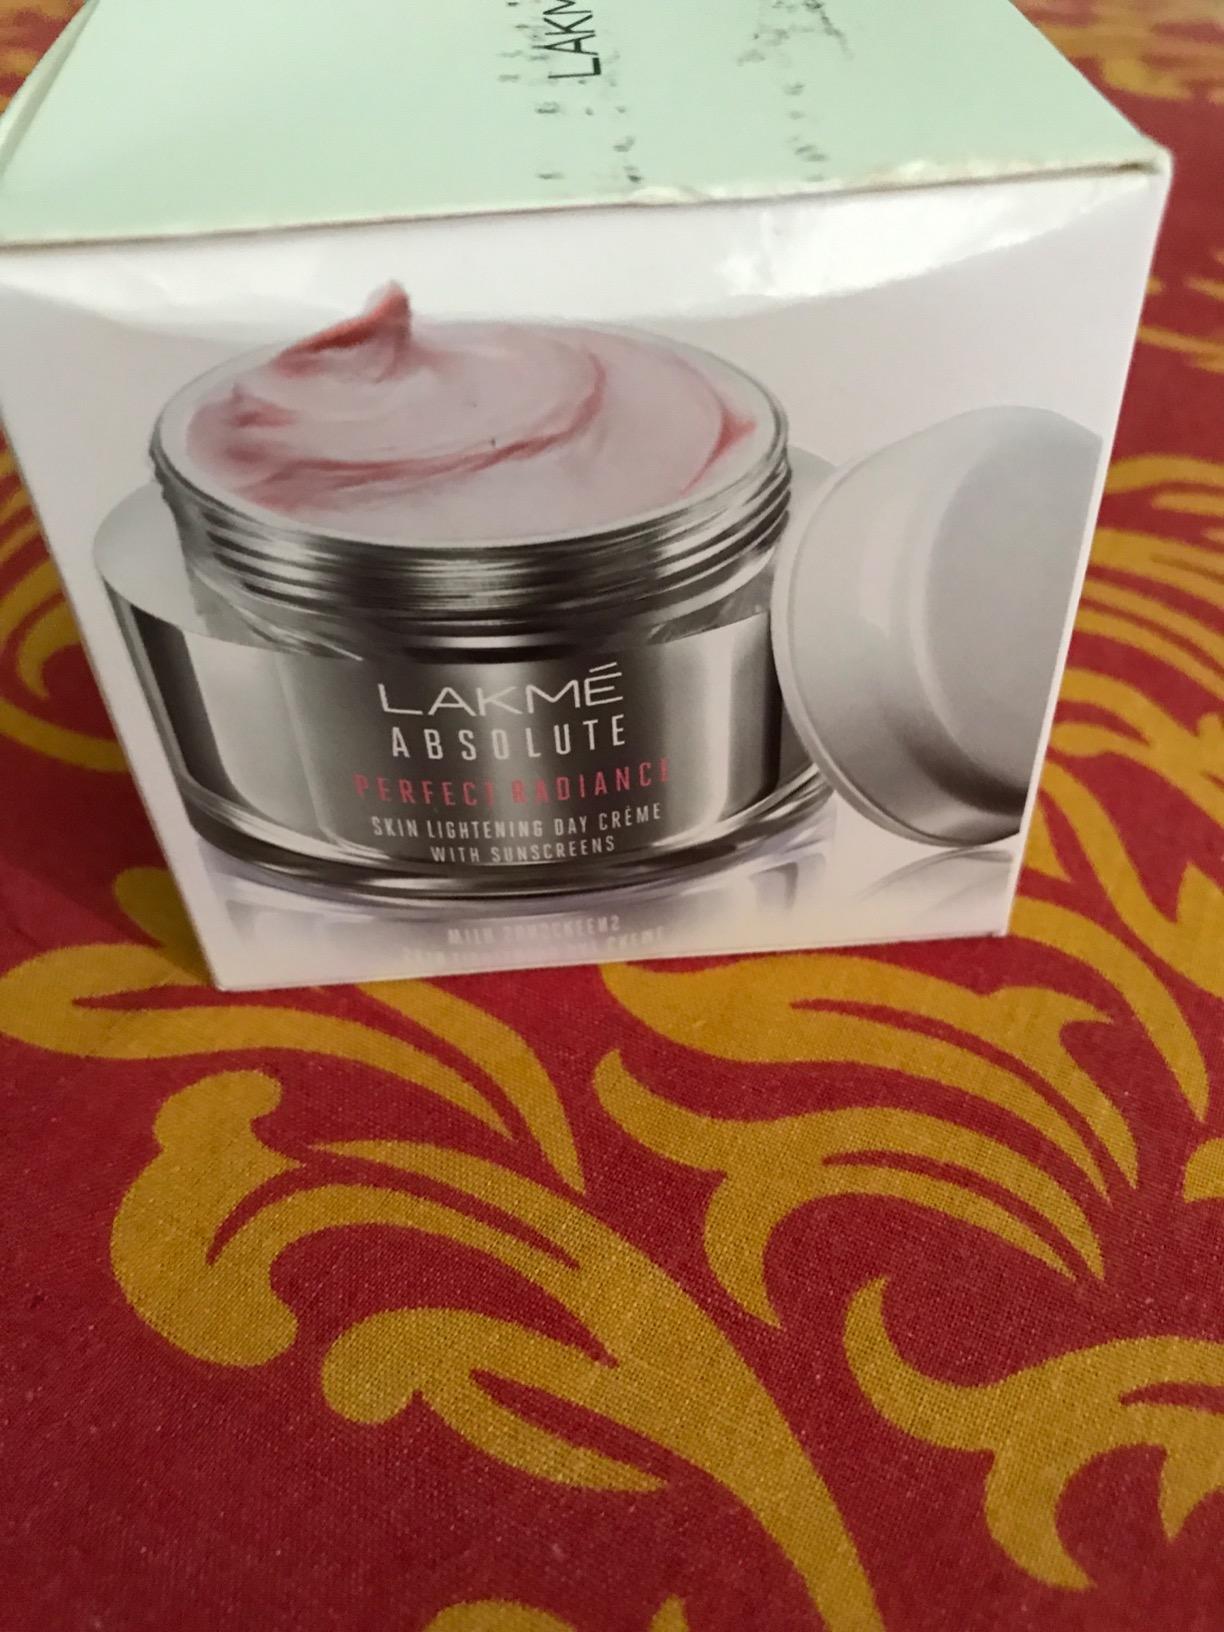 LAKMÉ
ABSOLUTE
PERFECT RADIANCE
SKIN LIGHTENING DAY CRÈME
WITH SUNSCREENS